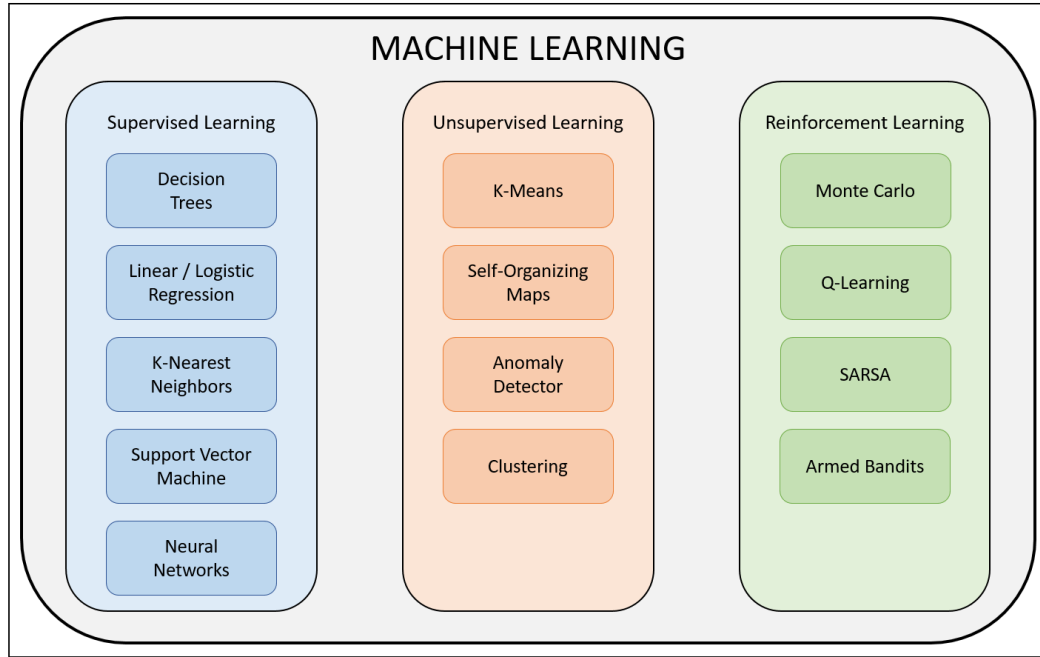 MACHINE LEARNING
Supervised Learning
Decision
Trees
Linear / Logistic
Regression
K-Nearest
Neighbors
Support Vector
Machine
Neural
Networks
Unsupervised Learning
K-Means
Self-Organizing
Maps
Anomaly
Detector
Clustering
Reinforcement Learning
Monte Carlo
Q-Learning
SARSA
Armed Bandits